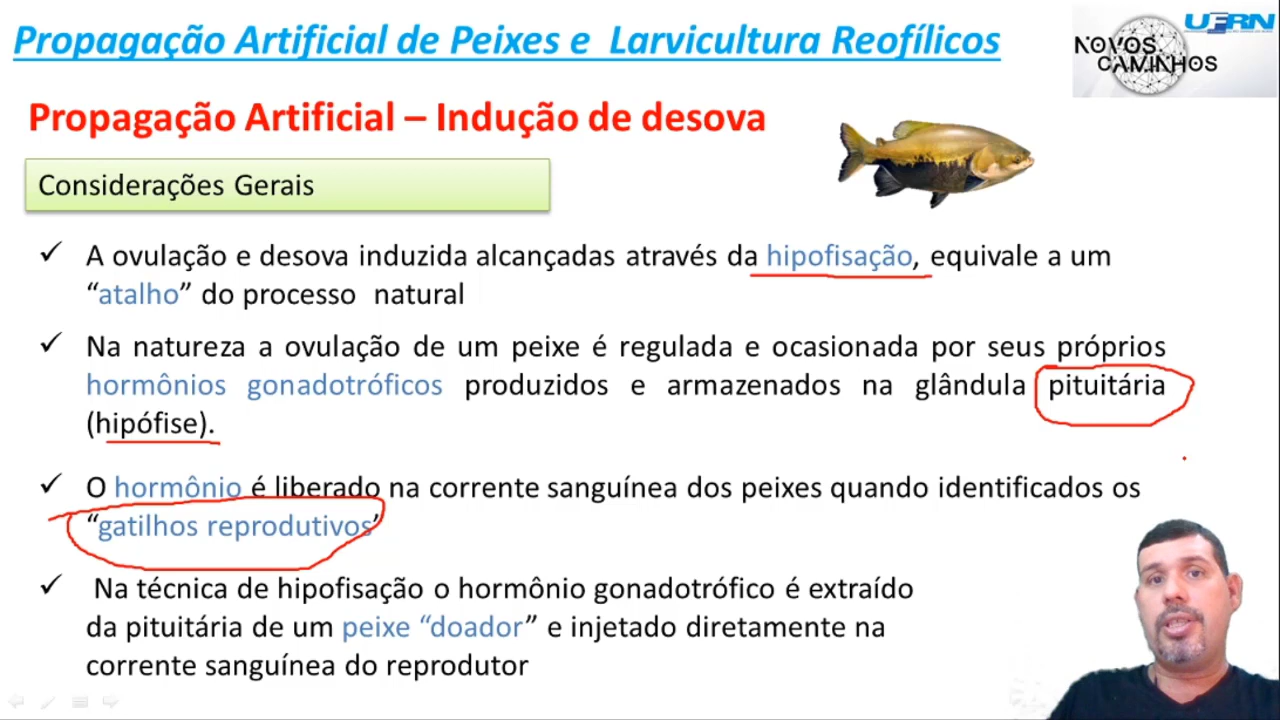 Propagação Artificial de Peixes e Larvicultura Reofílicos
UFRN
NOVOS
CAMINHOS
Propagação Artificial – Indução de desova
Considerações Gerais
✓ A ovulação e desova induzida alcançadas através da hipofisação, equivale a um
“atalho” do processo natural
✓ Na natureza a ovulação de um peixe é regulada e ocasionada por seus próprios
hormônios gonadotróficos produzidos e armazenados na glândula pituitária
(hipófise).
✓ O hormônio é liberado na corrente sanguínea dos peixes quando identificados os
“gatilhos reprodutivos”
✓ Na técnica de hipofisação o hormônio gonadotrófico é extraído
da pituitária de um peixe “doador” e injetado diretamente na
corrente sanguínea do reprodutor